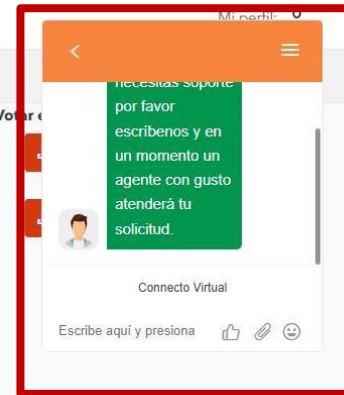 Mi perfil:
necesitas soporte
por favor
escríbenos y en
un momento un
agente con gusto
atenderá tu
solicitud.
Votar e
Connecto Virtual
Escribe aquí y presiona